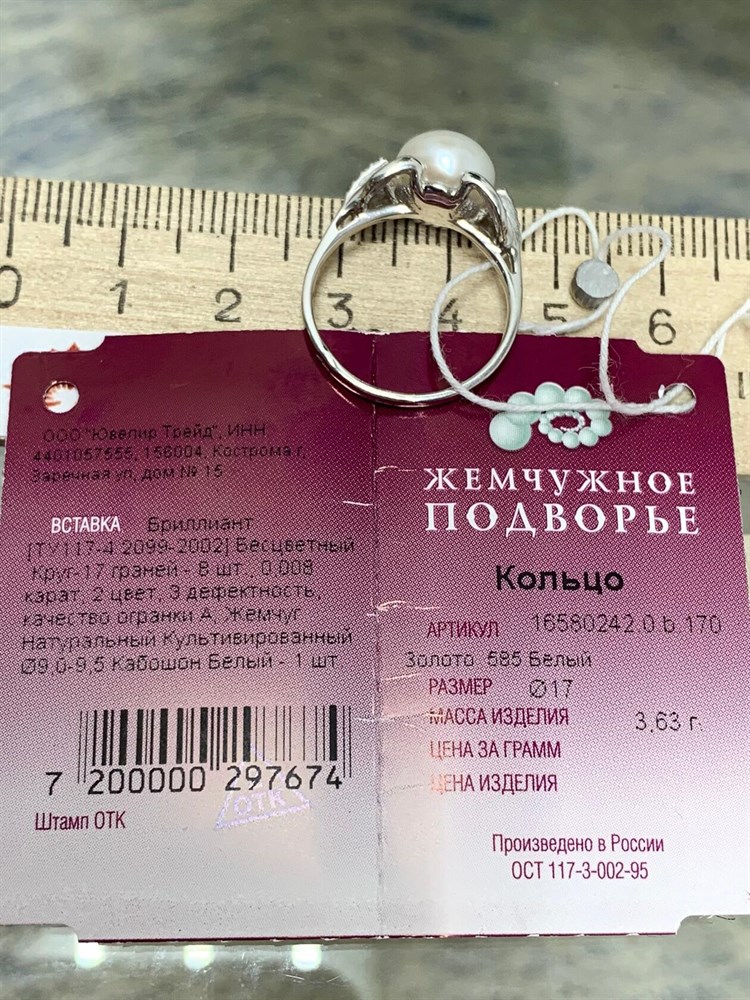 0 1 2 3 4 5 6
ООО "Ювелир Трейд", ИНН
4401057555, 156004, Кострома г,
Заречная ул, дом № 15
ВСТАВКА Бриллиант
[ТУ117-4.2099-2002] Бесцветный
Круг-17 граней - 8 шт., 0,008
карат, 2 цвет, 3 дефектность,
качество огранки А, Жемчуг
Натуральный Культивированный
Ø9,0-9,5 Кабошон Белый - 1 шт
7 200000 297674
Штамп ОТК
ОТК
ЖЕМЧУЖНОЕ
ПОДВОРЬЕ
Кольцо
АРТИКУЛ 16580242.0.b.170
Золото 585 Белый
РАЗМЕР Ø17
МАССА ИЗДЕЛИЯ 3,63 г.
ЦЕНА ЗА ГРАММ
ЦЕНА ИЗДЕЛИЯ
Произведено в России
ОСТ 117-3-002-95